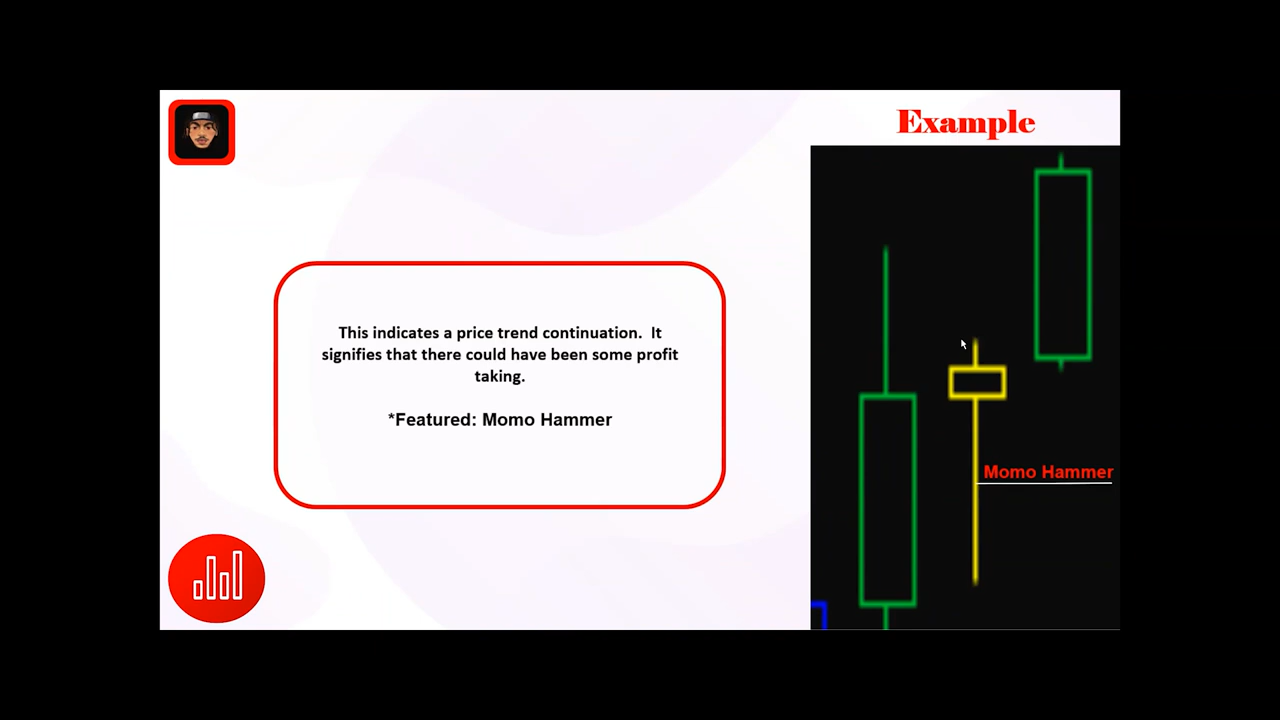 Example
This indicates a price trend continuation.  It
signifies that there could have been some profit
taking.
*Featured: Momo Hammer
Momo Hammer